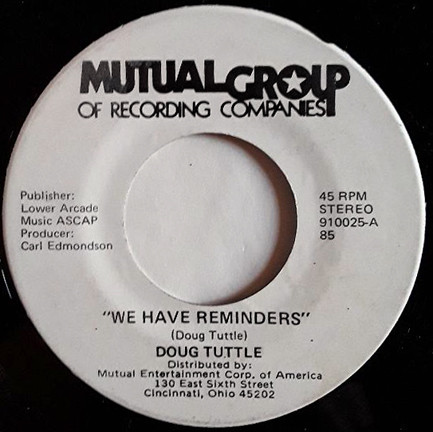 MUTUAL GROUP
OF RECORDING COMPANIES
Publisher:
Lower Arcade
Music ASCAP
Producer:
Carl Edmondson
45 RPM
STEREO
910025-A
85
"WE HAVE REMINDERS"
(Doug Tuttle)
DOUG TUTTLE
Distributed by:
Mutual Entertainment Corp. of America
130 East Sixth Street
Cincinnati, Ohio 45202